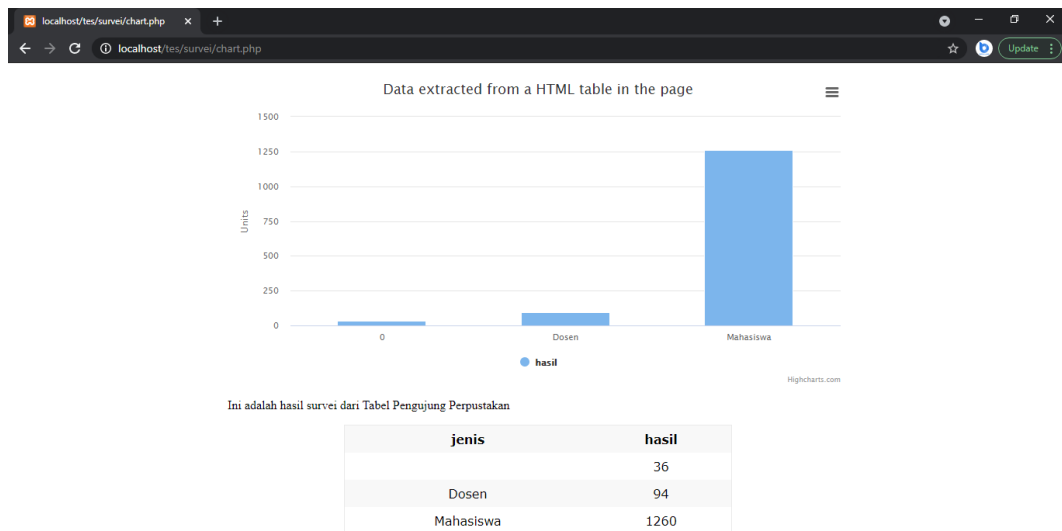 localhost/tes/survei/chart.php
localhost/tes/survei/chart.php
Update
Data extracted from a HTML table in the page
1500
1250
1000
750
500
250
0
Units
0 Dosen Mahasiswa
hasil
Highcharts.com
Ini adalah hasil survei dari Tabel Pengujung Perpustakan
jenis hasil
36
Dosen 94
Mahasiswa 1260